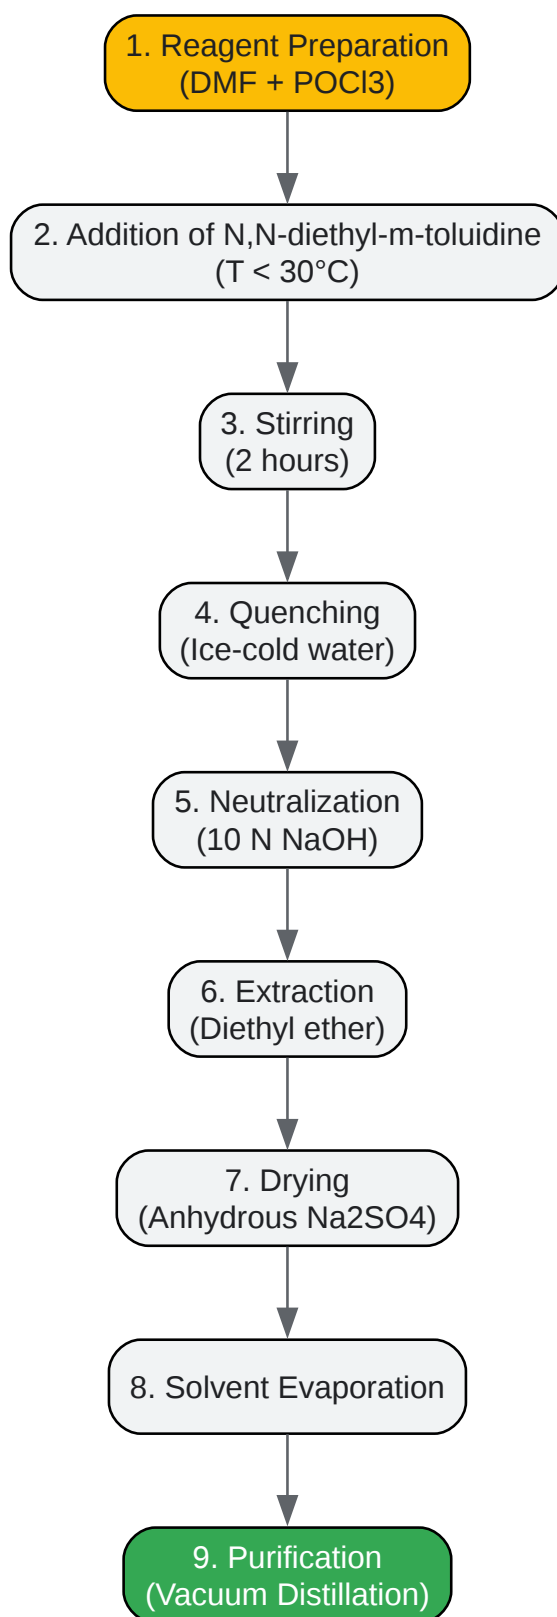 1. Reagent Preparation
(DMF + POCl3)
2. Addition of N,N-diethyl-m-toluidine
(T < 30°C)
3. Stirring
(2 hours)
4. Quenching
(Ice-cold water)
5. Neutralization
(10 N NaOH)
6. Extraction
(Diethyl ether)
7. Drying
(Anhydrous Na2SO4)
8. Solvent Evaporation
9. Purification
(Vacuum Distillation)